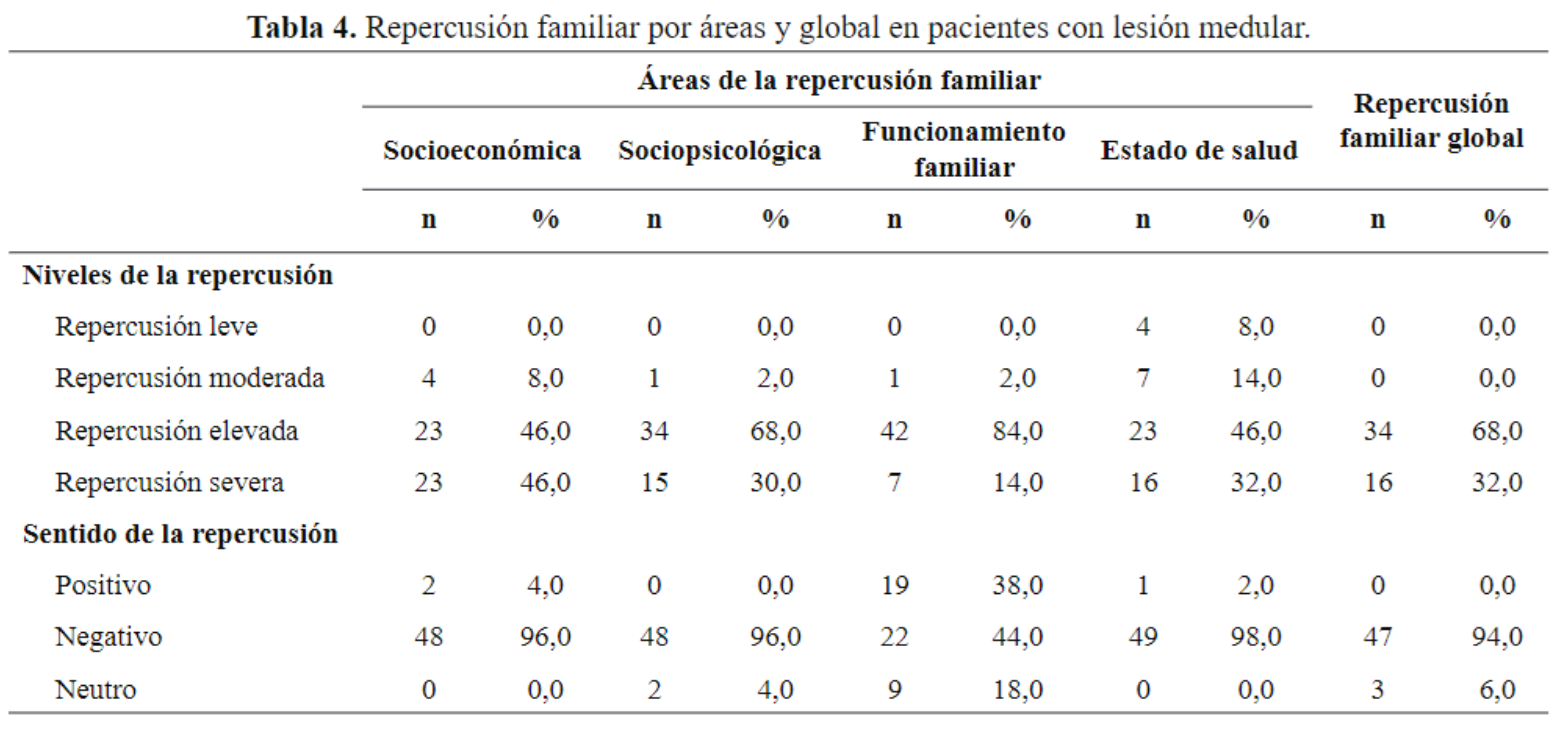 Tabla 4. Repercusión familiar por áreas y global en pacientes con lesión medular.
Áreas de la repercusión familiar
Repercusión familiar global
Socioeconómica Sociopsicológica Funcionamiento familiar Estado de salud
n % n % n % n % n %
Niveles de la repercusión
Repercusión leve 0 0,0 0 0,0 0 0,0 4 8,0 0 0,0
Repercusión moderada 4 8,0 1 2,0 1 2,0 7 14,0 0 0,0
Repercusión elevada 23 46,0 34 68,0 42 84,0 23 46,0 34 68,0
Repercusión severa 23 46,0 15 30,0 7 14,0 16 32,0 16 32,0
Sentido de la repercusión
Positivo 2 4,0 0 0,0 19 38,0 1 2,0 0 0,0
Negativo 48 96,0 48 96,0 22 44,0 49 98,0 47 94,0
Neutro 0 0,0 2 4,0 9 18,0 0 0,0 3 6,0